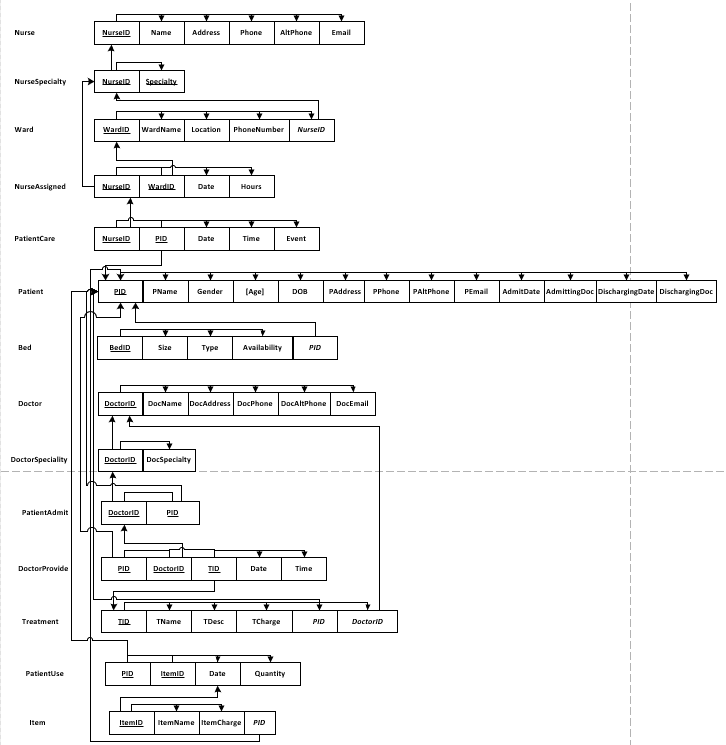 Nurse NurseID Name Address Phone AltPhone Email
NurseSpecialty NurseID Specialty
Ward WardID WardName Location PhoneNumber NurseID
NurseAssigned NurseID WardID Date Hours
PatientCare NurseID PID Date Time Event
Patient PID PName Gender [Age] DOB PAddress PPhone PAltPhone PEmail AdmitDate AdmittingDoc DischargingDate DischargingDoc
Bed BedID Size Type Availability PID
Doctor DoctorID DocName DocAddress DocPhone DocAltPhone DocEmail
DoctorSpeciality DoctorID DocSpecialty
PatientAdmit DoctorID PID
DoctorProvide PID DoctorID TID Date Time
Treatment TID TName TDesc TCharge PID DoctorID
PatientUse PID ItemID Date Quantity
Item ItemID ItemName ItemCharge PID